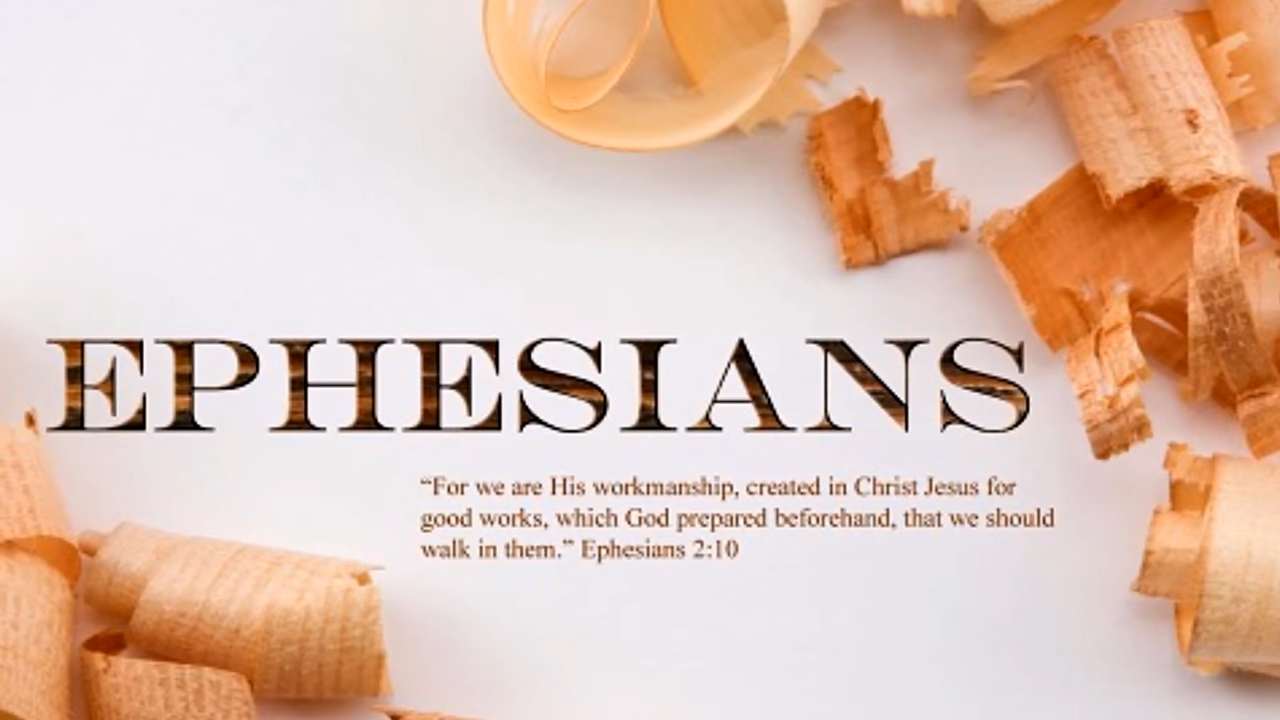 EPHESIANS
“For we are His workmanship, created in Christ Jesus for
good works, which God prepared beforehand, that we should
walk in them.” Ephesians 2:10